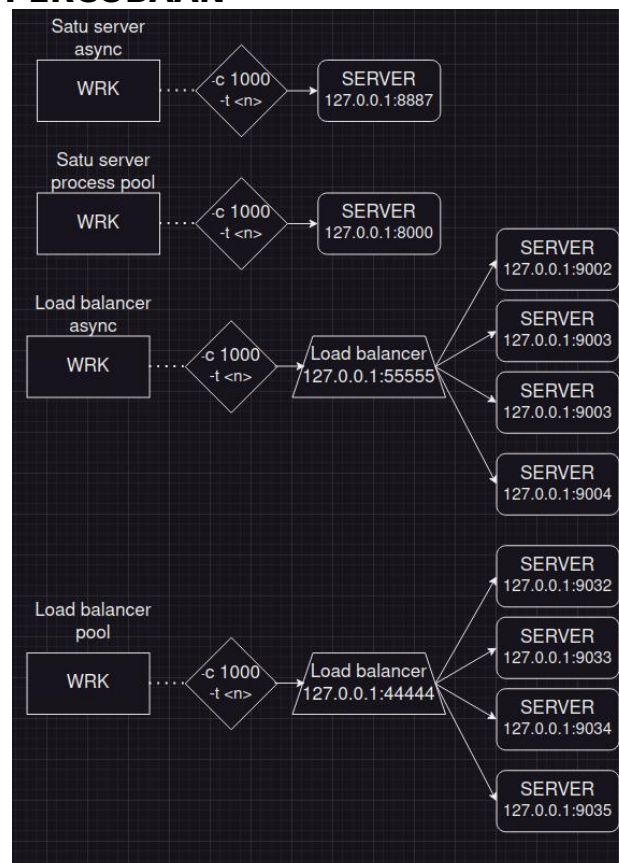 PERCOBAAN
Satu server
async
WRK
-c 1000
-t <n>
SERVER
127.0.0.1:8887
Satu server
process pool
WRK
-c 1000
-t <n>
SERVER
127.0.0.1:8000
Load balancer
async
WRK
-c 1000
-t <n>
Load balancer
127.0.0.1:55555
SERVER
127.0.0.1:9002
SERVER
127.0.0.1:9003
SERVER
127.0.0.1:9003
SERVER
127.0.0.1:9004
Load balancer
pool
WRK
-c 1000
-t <n>
Load balancer
127.0.0.1:44444
SERVER
127.0.0.1:9032
SERVER
127.0.0.1:9033
SERVER
127.0.0.1:9034
SERVER
127.0.0.1:9035